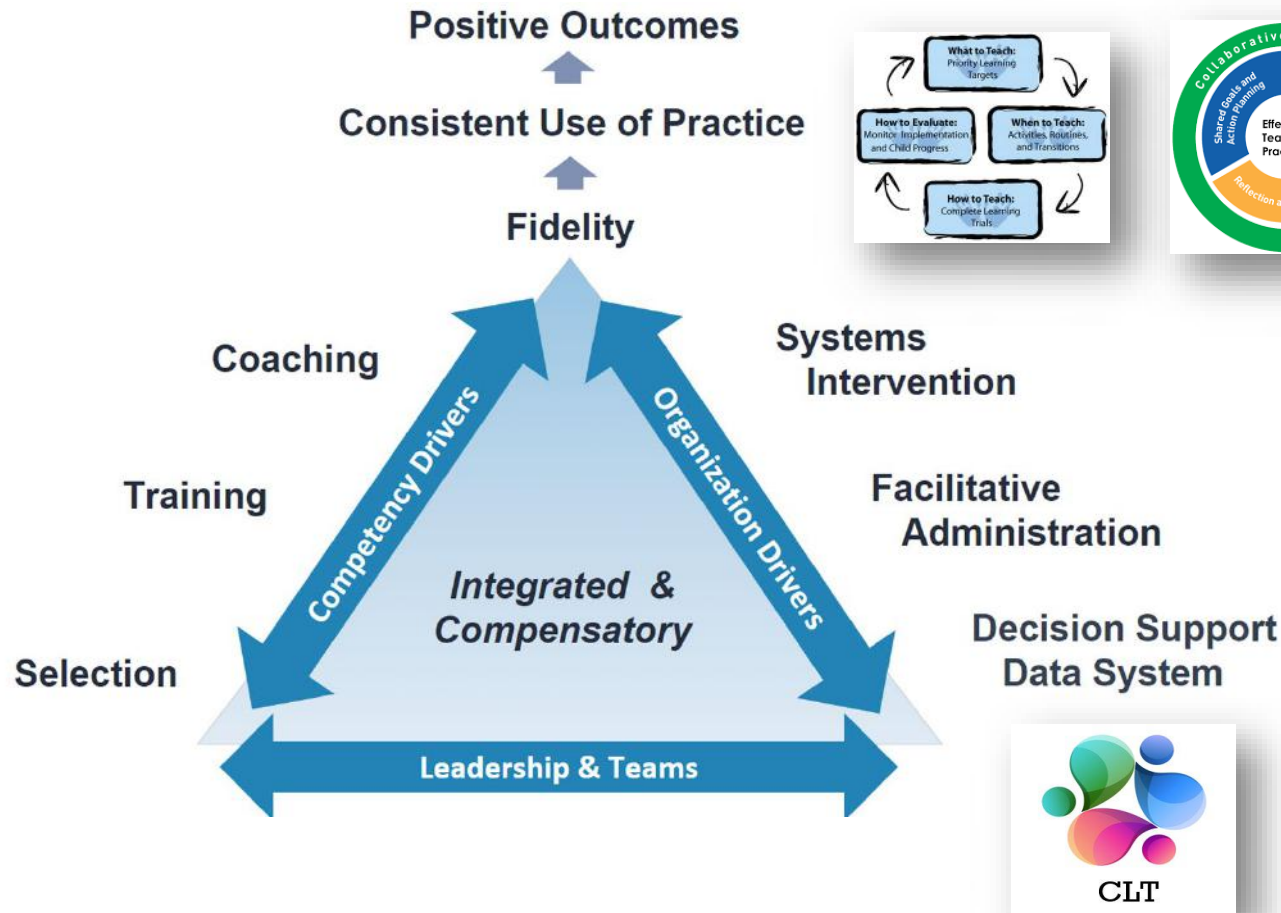 Positive Outcomes
Consistent Use of Practice
Fidelity
Coaching
Training
Selection
Competency Drivers
Organization Drivers
Integrated &
Compensatory
Leadership & Teams
Systems
Intervention
Facilitative
Administration
Decision Support
Data System
What to Teach:
Priority Learning
Targets
How to Evaluate:
Monitor Implementation
and Child Progress
When to Teach:
Activities, Routines,
and Transitions
How to Teach:
Complete Learning
Trials
Shared Goals and
Action Planning
Reflection
CLT